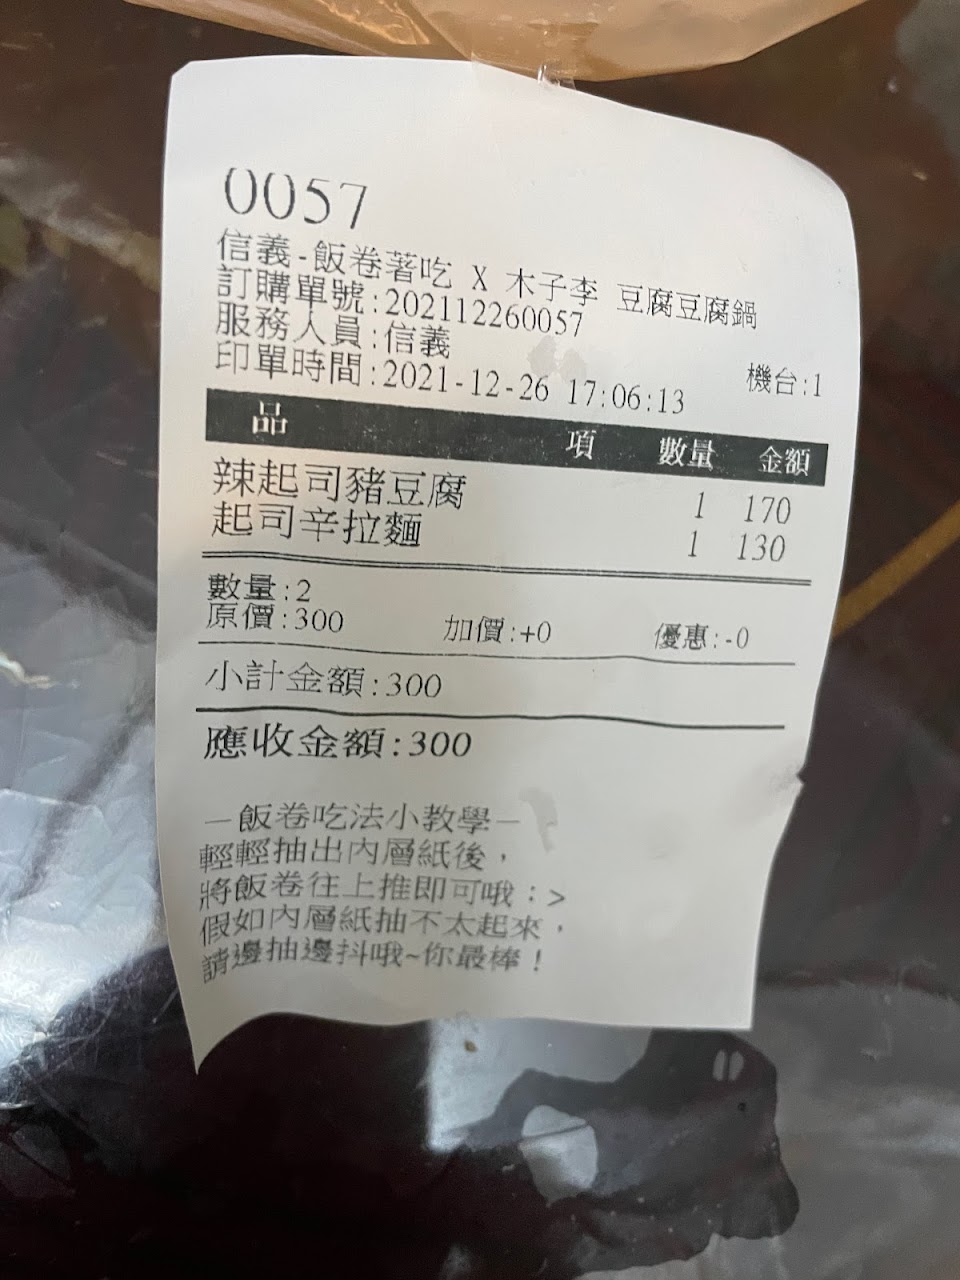 0057
信義-飯卷著吃 X 木子李 豆腐豆腐鍋
訂購單號:202112260057
服務人員:信義
印單時間:2021-12-26 17:06:13 機台:1
品 項 數量 金額
辣起司豬豆腐 1 170
起司辛拉麵 1 130
數量:2
原價:300 加價:+0 優惠:-0
小計金額:300
應收金額:300
—飯卷吃法小教學—
輕輕抽出內層紙後，
將飯卷往上推即可哦：>
假如內層紙抽不太起來，
請邊抽邊抖哦~你最棒！